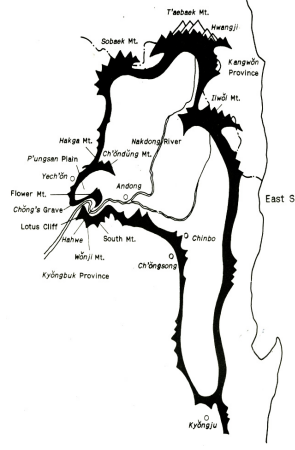 T'aebaek Mt.
Hwangji
Sobaek Mt.
Kangwŏn
Province
Ilwŏl Mt.
Hakga Mt.
Nakdong River
P'ungsan Plain
Ch'ŏndŭng Mt.
Yech'ŏn
Andong
Flower Mt.
Chŏng's Grave
East S
Lotus Cliff
Hahwe
South Mt.
Chinbo
Wŏnji Mt.
Ch'ŏngsong
Kyŏngbuk Province
Kyŏngju